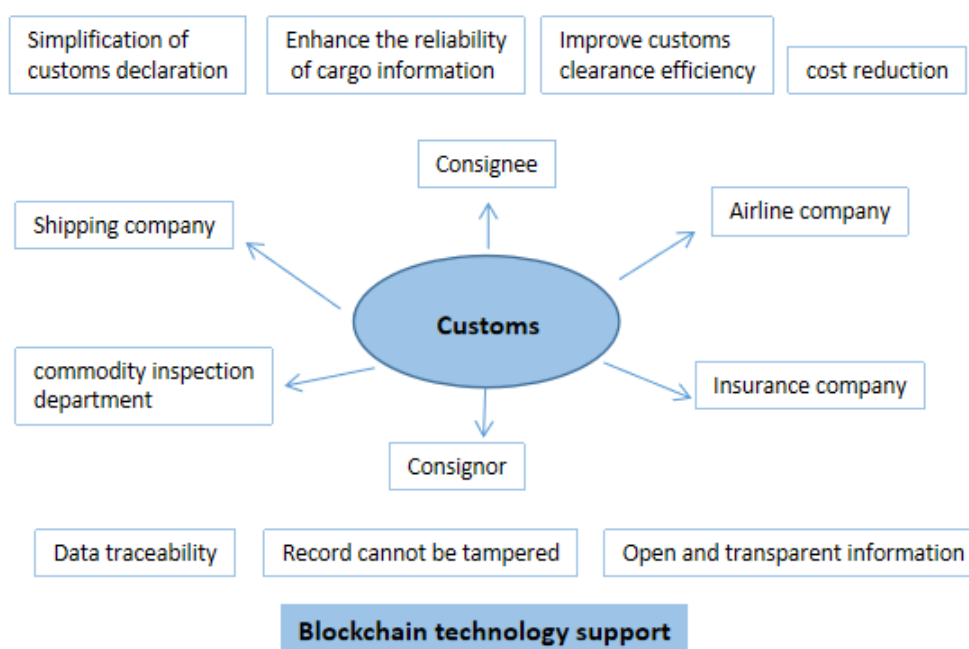 Simplification of
customs declaration
Enhance the reliability
of cargo information
Improve customs
clearance efficiency
cost reduction
Consignee
Shipping company
Airline company
Customs
commodity inspection
department
Insurance company
Consignor
Data traceability
Record cannot be tampered
Open and transparent information
Blockchain technology support